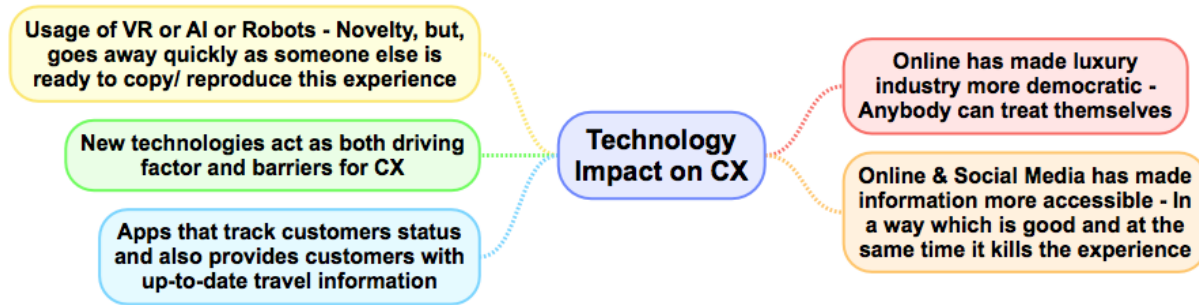 Usage of VR or AI or Robots - Novelty, but,
goes away quickly as someone else is
ready to copy/ reproduce this experience
New technologies act as both driving
factor and barriers for CX
Apps that track customers status
and also provides customers with
up-to-date travel information
Technology
Impact on CX
Online has made luxury
industry more democratic -
Anybody can treat themselves
Online & Social Media has made
information more accessible - In
a way which is good and at the
same time it kills the experience